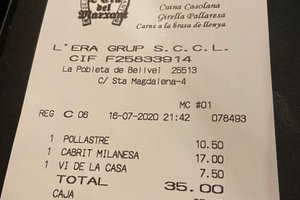 del Marxant
Cuina Casolana
Girella Pallaresa
Carns a la brasa de llenya
L'ERA GRUP S.C.C.L.
CIF F25833914
La Pobleta de Bellveí 25513
C/ Sta Magdalena-4
MC #01
REG C 06 16-07-2020 21:42 078493
1 POLLASTRE 10.50
1 CABRIT MILANESA 17.00
1 VI DE LA CASA 7.50
TOTAL 35.00
CAJA